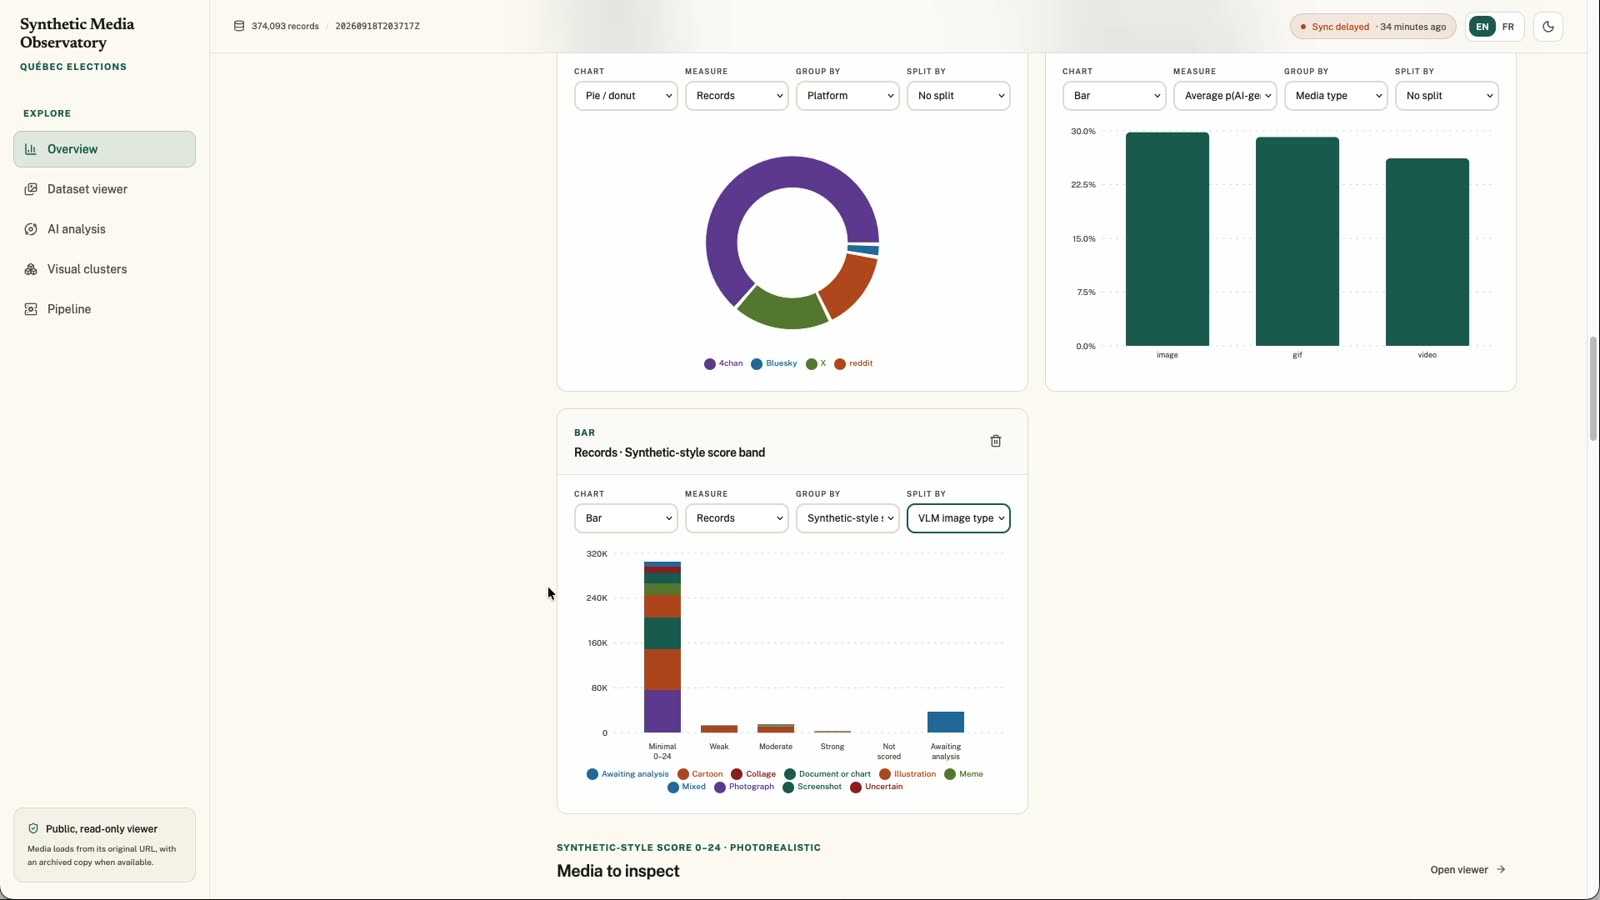 Synthetic Media
Observatory
QUÉBEC ELECTIONS
EXPLORE
Overview
Dataset viewer
AI analysis
Visual clusters
Pipeline
Public, read-only viewer
Media loads from its original URL, with
an archived copy when available.
374,093 records / 20260918T203717Z
Sync delayed · 34 minutes ago
EN FR
CHART MEASURE GROUP BY SPLIT BY
Pie / donut Records Platform No split
4chan Bluesky X reddit
CHART MEASURE GROUP BY SPLIT BY
Bar Average p(AI-ge Media type No split
30.0%
22.5%
15.0%
7.5%
0.0%
image gif video
BAR
Records · Synthetic-style score band
CHART MEASURE GROUP BY SPLIT BY
Bar Records Synthetic-style VLM image type
320K
240K
160K
80K
0
Minimal
0–24
Weak
Moderate
Strong
Not
scored
Awaiting
analysis
Awaiting analysis Cartoon Collage Document or chart Illustration Meme
Mixed Photograph Screenshot Uncertain
SYNTHETIC-STYLE SCORE 0–24 · PHOTOREALISTIC
Media to inspect
Open viewer